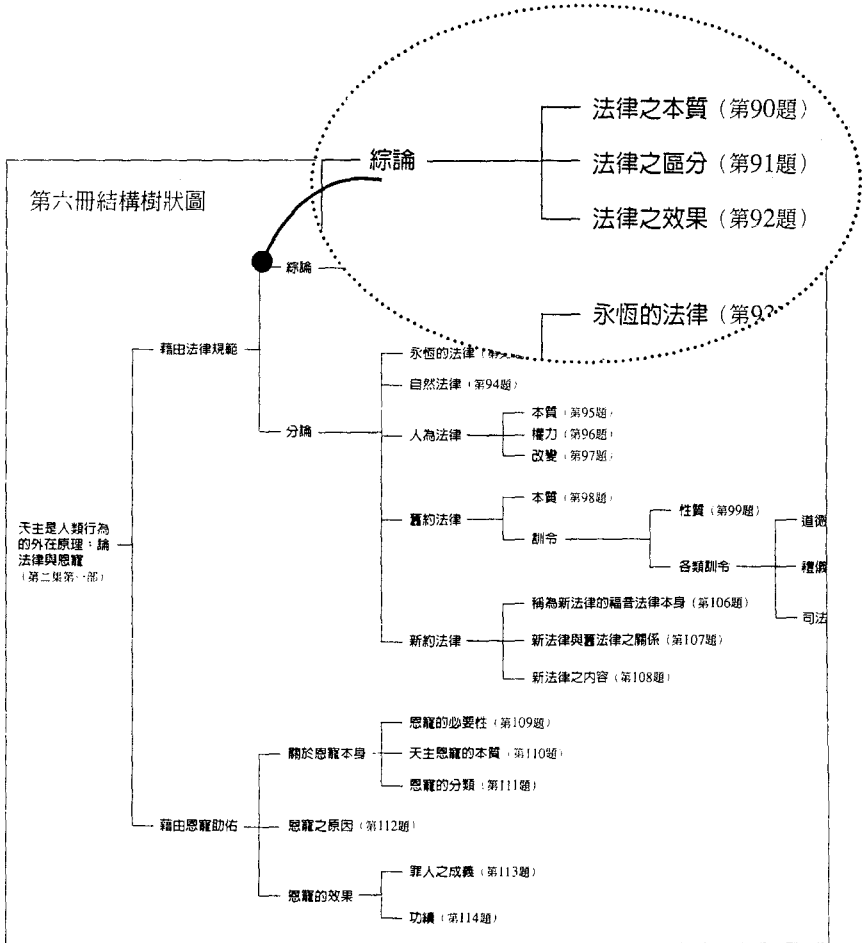 綜論
法律之本質（第90題）
法律之區分（第91題）
法律之效果（第92題）
永恆的法律（第93
第六冊結構樹狀圖
綜論
藉由法律規範
永恆的法律
自然法律（第94題）
分論
人為法律
本質（第95題）
權力（第96題）
改變（第97題）
舊約法律
本質（第98題）
訓令
性質（第99題）
各類訓令
道德
禮儀
司法
天主是人類行為
的外在原理：論
法律與恩寵
（第二集第一部）
新約法律
稱為新法律的福音法律本身（第106題）
新法律與舊法律之關係（第107題）
新法律之內容（第108題）
藉由恩寵助佑
關於恩寵本身
恩寵的必要性（第109題）
天主恩寵的本質（第110題）
恩寵的分類（第111題）
恩寵之原因（第112題）
恩寵的效果
罪人之成義（第113題）
功績（第114題）